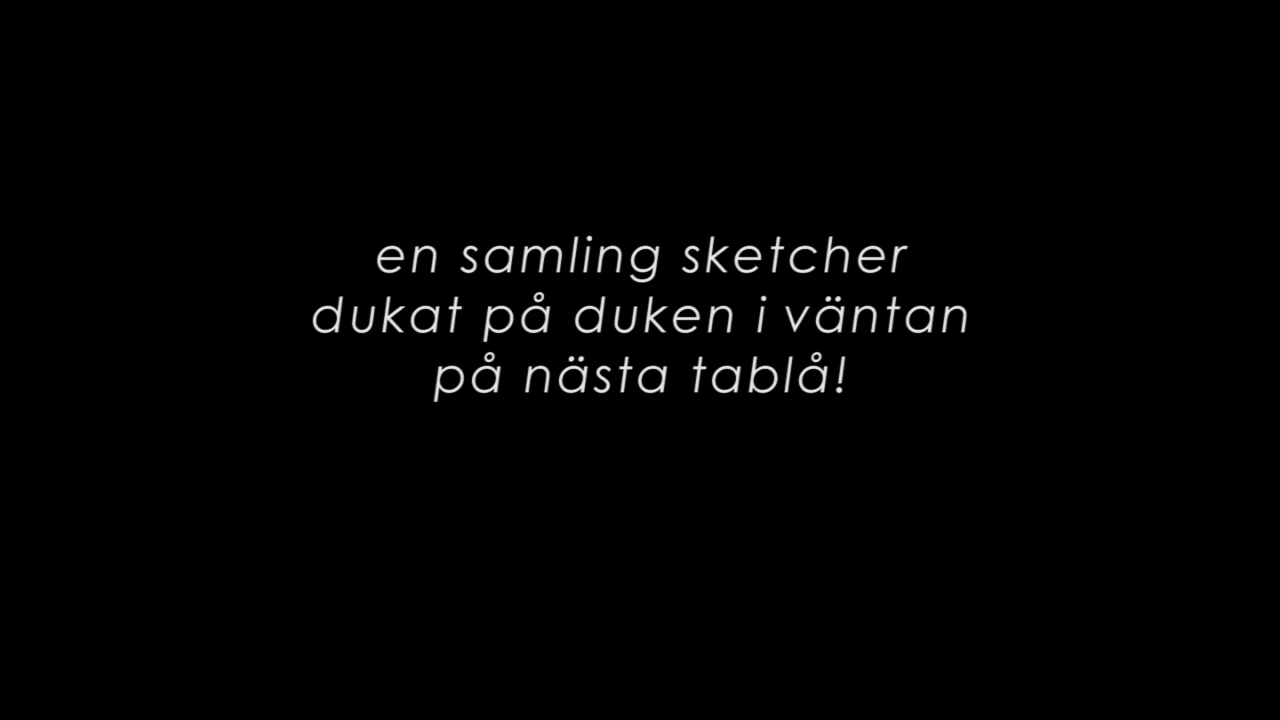 en samling sketcher
dukat på duken i väntan
på nästa tablå!